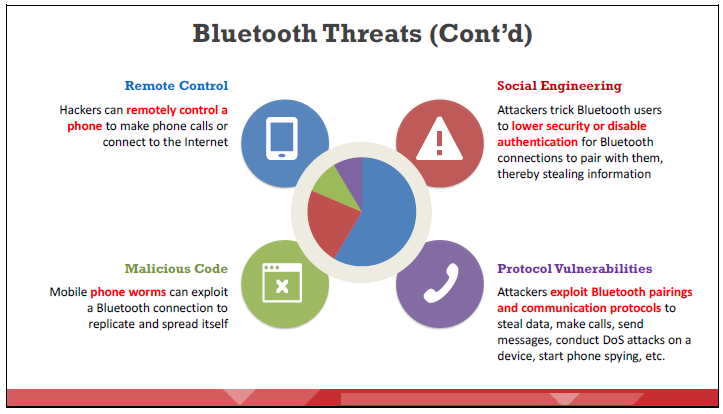 Bluetooth Threats (Cont’d)
Remote Control
Hackers can remotely control a
phone to make phone calls or
connect to the Internet
Social Engineering
Attackers trick Bluetooth users
to lower security or disable
authentication for Bluetooth
connections to pair with them,
thereby stealing information
Malicious Code
Mobile phone worms can exploit
a Bluetooth connection to
replicate and spread itself
Protocol Vulnerabilities
Attackers exploit Bluetooth pairings
and communication protocols to
steal data, make calls, send
messages, conduct DoS attacks on a
device, start phone spying, etc.